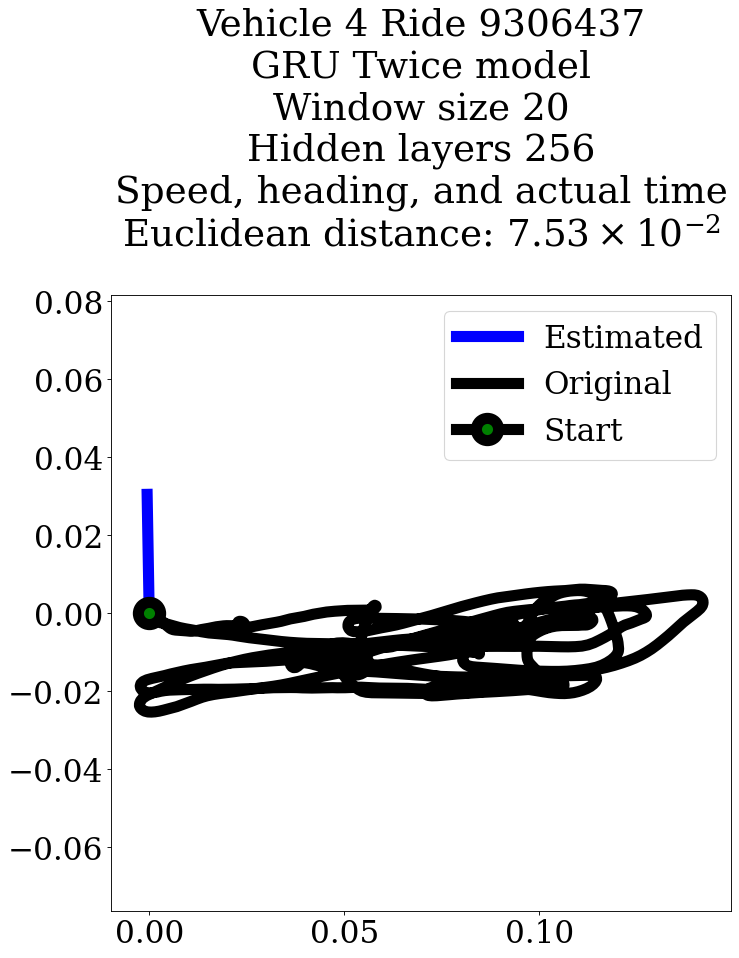 Vehicle 4 Ride 9306437
GRU Twice model
Window size 20
Hidden layers 256
Speed, heading, and actual time
Euclidean distance: 7.53 × 10⁻²
0.08
0.06
0.04
0.02
0.00
−0.02
−0.04
−0.06
Estimated
Original
Start
0.00 0.05 0.10